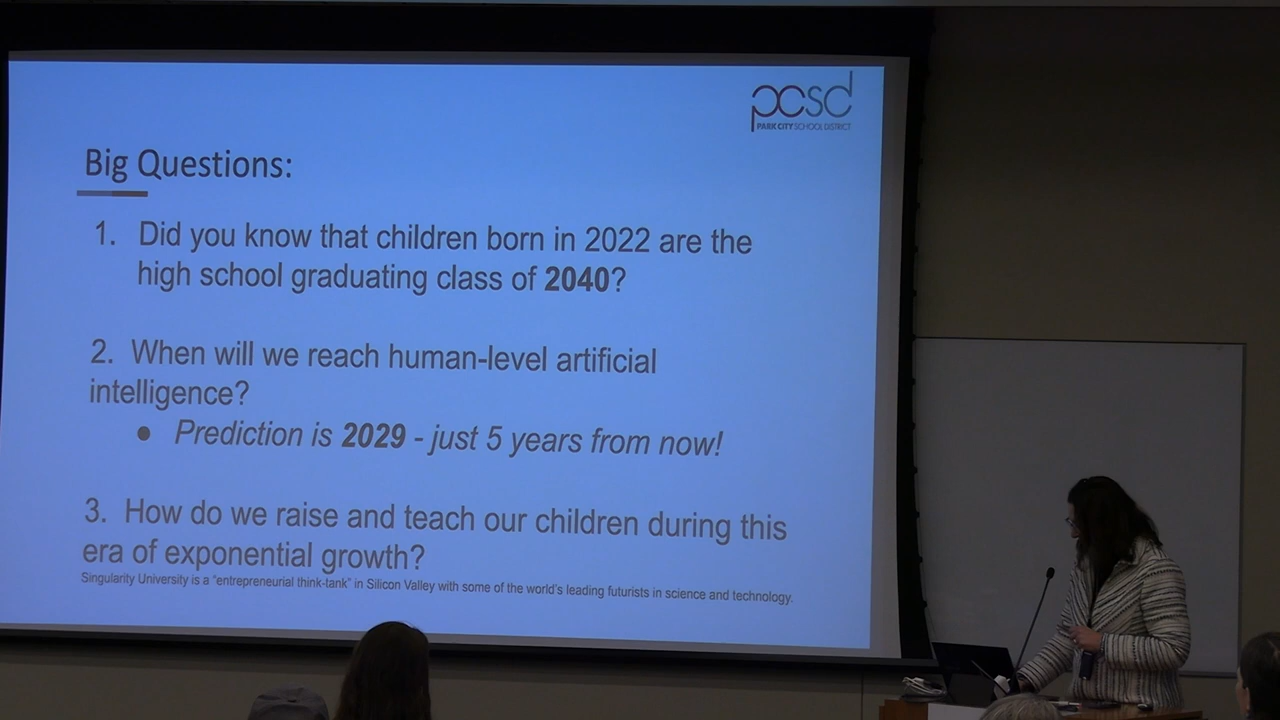 pcsd
PARK CITY SCHOOL DISTRICT
Big Questions:
1. Did you know that children born in 2022 are the
high school graduating class of 2040?
2. When will we reach human-level artificial
intelligence?
● Prediction is 2029 - just 5 years from now!
3. How do we raise and teach our children during this
era of exponential growth?
Singularity University is a "entrepreneurial think-tank" in Silicon Valley with some of the world's leading futurists in science and technology.